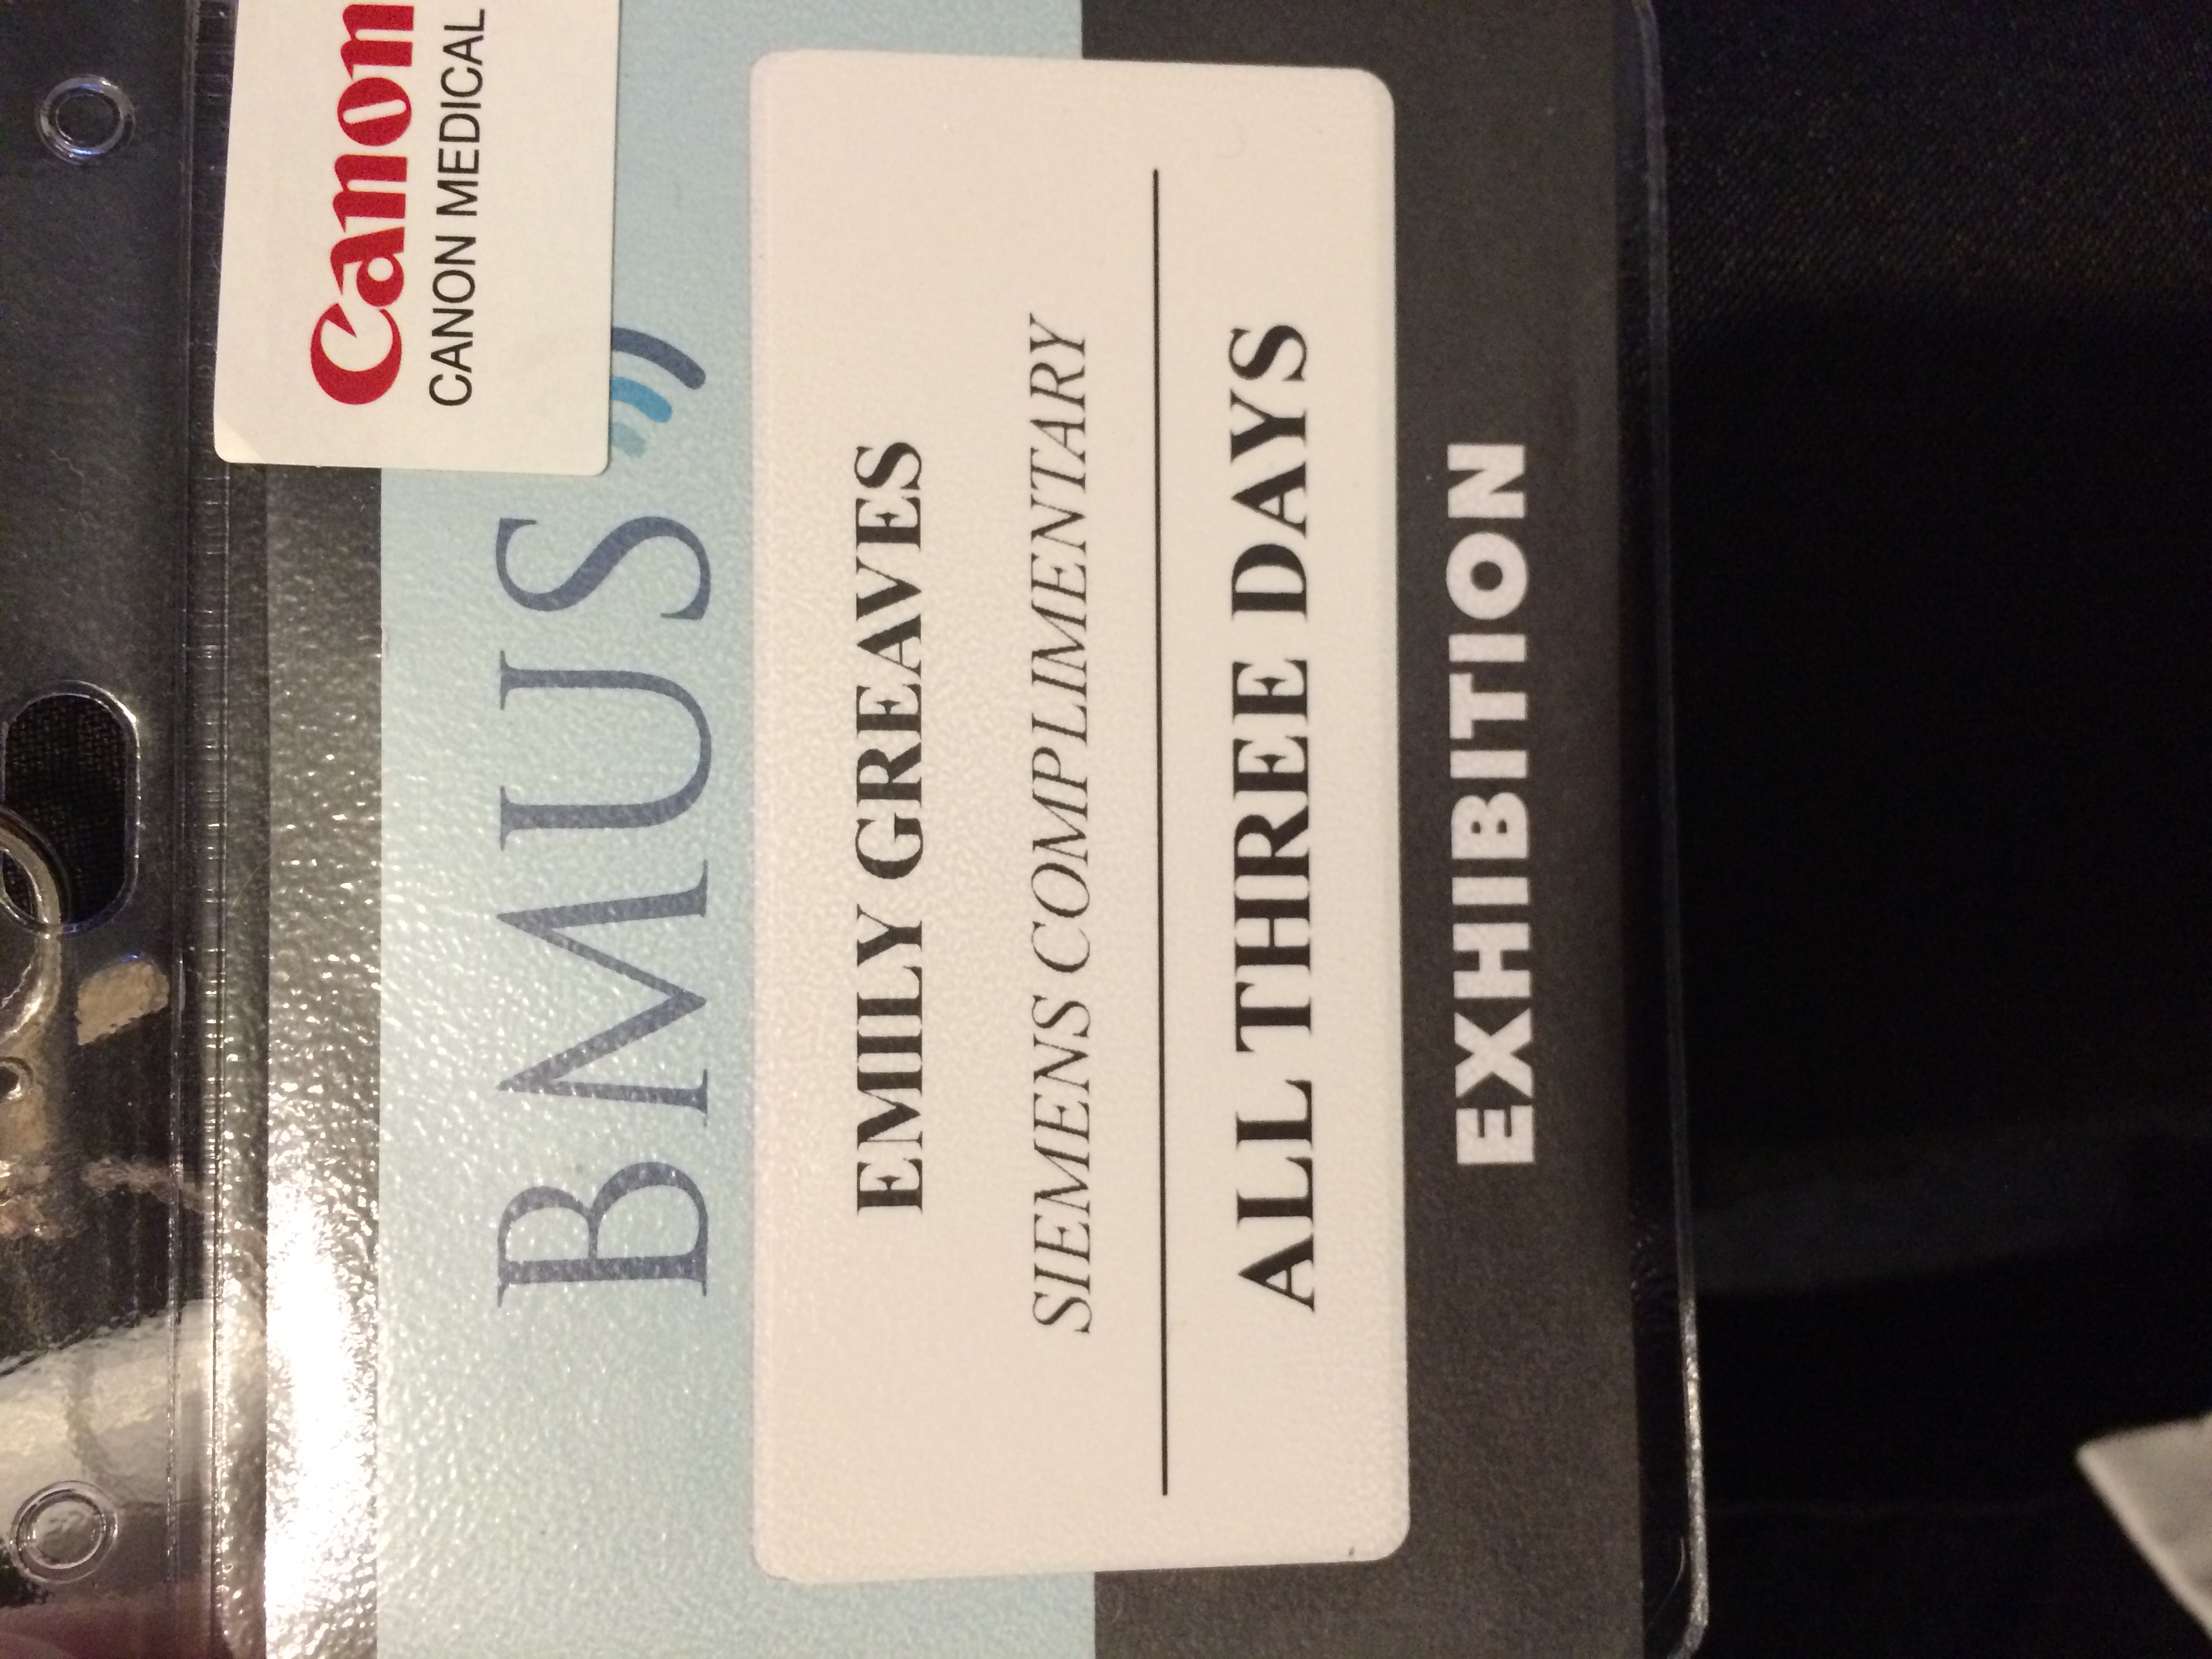 Canon
CANON MEDICAL
BMUS
EMILY GREAVES
SIEMENS COMPLIMENTARY
ALL THREE DAYS
EXHIBITION